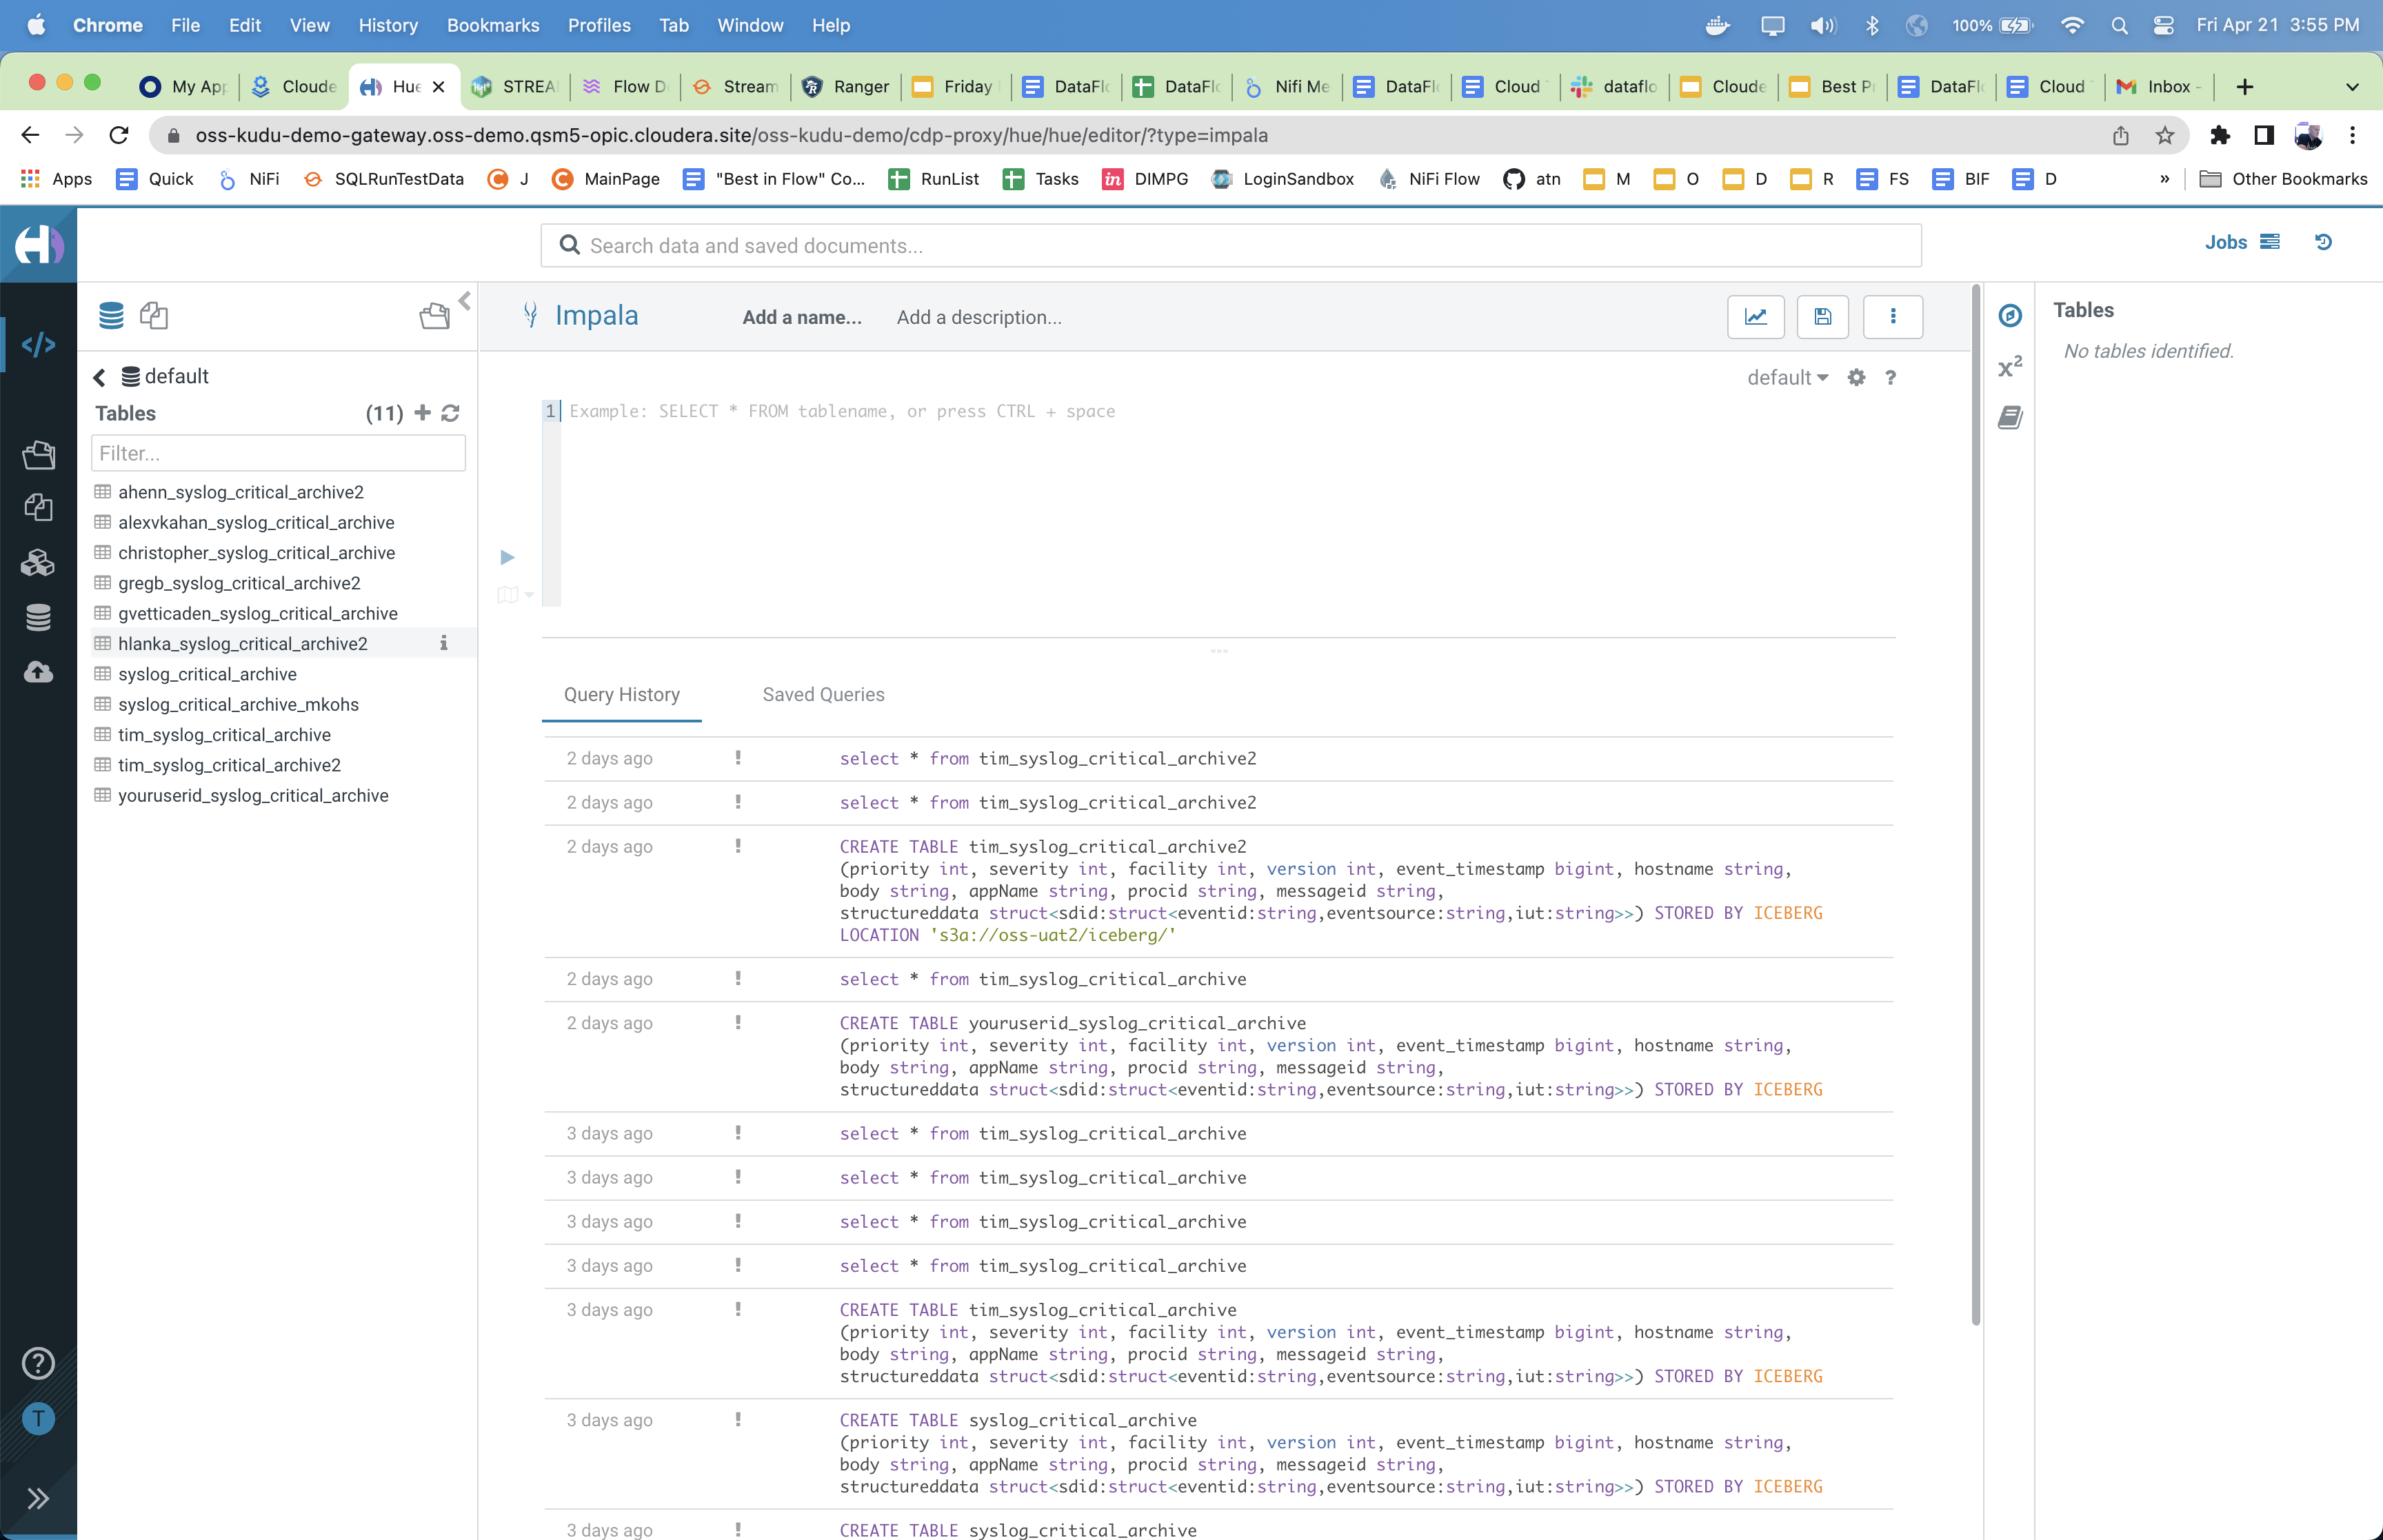 Chrome File Edit View History Bookmarks Profiles Tab Window Help 100% Fri Apr 21 3:55 PM
My App Cloude Hue STREA Flow D Stream Ranger Friday DataFlo DataFlo Nifi Me DataFlo Cloud dataflo Cloude Best Pr DataFlo Cloud Inbox -
oss-kudu-demo-gateway.oss-demo.qsm5-opic.cloudera.site/oss-kudu-demo/cdp-proxy/hue/hue/editor/?type=impala
Apps Quick NiFi SQLRunTestData J MainPage "Best in Flow" Co... RunList Tasks in DIMPG LoginSandbox NiFi Flow atn M O D R FS BIF D » Other Bookmarks
Search data and saved documents...
Jobs
Impala Add a name... Add a description...
default
Tables (11)
Filter...
ahenn_syslog_critical_archive2
alexvkahan_syslog_critical_archive
christopher_syslog_critical_archive
gregb_syslog_critical_archive2
gvetticaden_syslog_critical_archive
hlanka_syslog_critical_archive2
syslog_critical_archive
syslog_critical_archive_mkohs
tim_syslog_critical_archive
tim_syslog_critical_archive2
youruserid_syslog_critical_archive
T
default ?
1 Example: SELECT * FROM tablename, or press CTRL + space
Query History Saved Queries
2 days ago ! select * from tim_syslog_critical_archive2
2 days ago ! select * from tim_syslog_critical_archive2
2 days ago ! CREATE TABLE tim_syslog_critical_archive2
(priority int, severity int, facility int, version int, event_timestamp bigint, hostname string,
body string, appName string, procid string, messageid string,
structureddata struct<sdid:struct<eventid:string,eventsource:string,iut:string>>) STORED BY ICEBERG
LOCATION 's3a://oss-uat2/iceberg/'
2 days ago ! select * from tim_syslog_critical_archive
2 days ago ! CREATE TABLE youruserid_syslog_critical_archive
(priority int, severity int, facility int, version int, event_timestamp bigint, hostname string,
body string, appName string, procid string, messageid string,
structureddata struct<sdid:struct<eventid:string,eventsource:string,iut:string>>) STORED BY ICEBERG
3 days ago ! select * from tim_syslog_critical_archive
3 days ago ! select * from tim_syslog_critical_archive
3 days ago ! select * from tim_syslog_critical_archive
3 days ago ! select * from tim_syslog_critical_archive
3 days ago ! CREATE TABLE tim_syslog_critical_archive
(priority int, severity int, facility int, version int, event_timestamp bigint, hostname string,
body string, appName string, procid string, messageid string,
structureddata struct<sdid:struct<eventid:string,eventsource:string,iut:string>>) STORED BY ICEBERG
3 days ago ! CREATE TABLE syslog_critical_archive
(priority int, severity int, facility int, version int, event_timestamp bigint, hostname string,
body string, appName string, procid string, messageid string,
structureddata struct<sdid:struct<eventid:string,eventsource:string,iut:string>>) STORED BY ICEBERG
3 days ago ! CREATE TABLE syslog_critical_archive
x²
Tables
No tables identified.